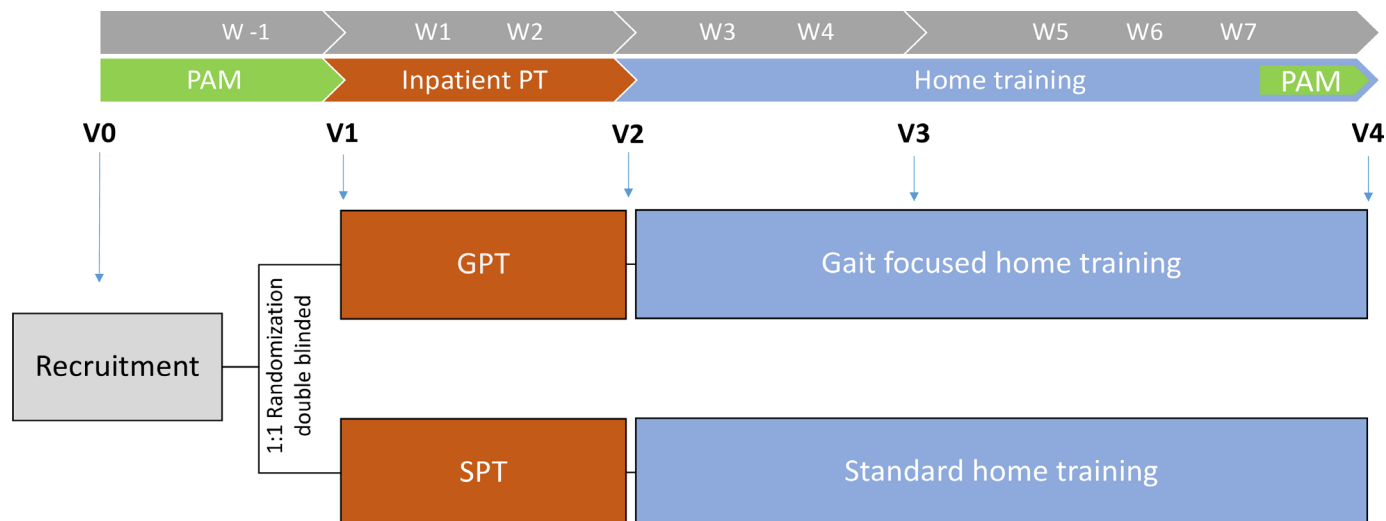 W -1 W1 W2 W3 W4 W5 W6 W7
PAM Inpatient PT Home training PAM
V0 V1 V2 V3 V4
GPT Gait focused home training
Recruitment
1:1 Randomization
double blinded
SPT Standard home training